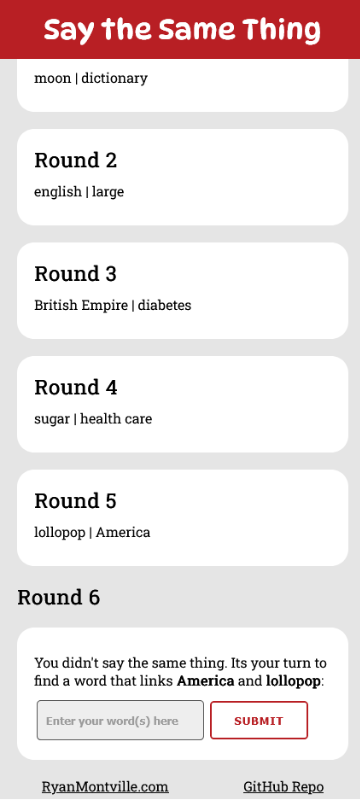 Say the Same Thing
moon | dictionary
Round 2
english | large
Round 3
British Empire | diabetes
Round 4
sugar | health care
Round 5
lollopop | America
Round 6
You didn't say the same thing. Its your turn to
find a word that links America and lollopop:
Enter your word(s) here
SUBMIT
RyanMontville.com
GitHub Repo